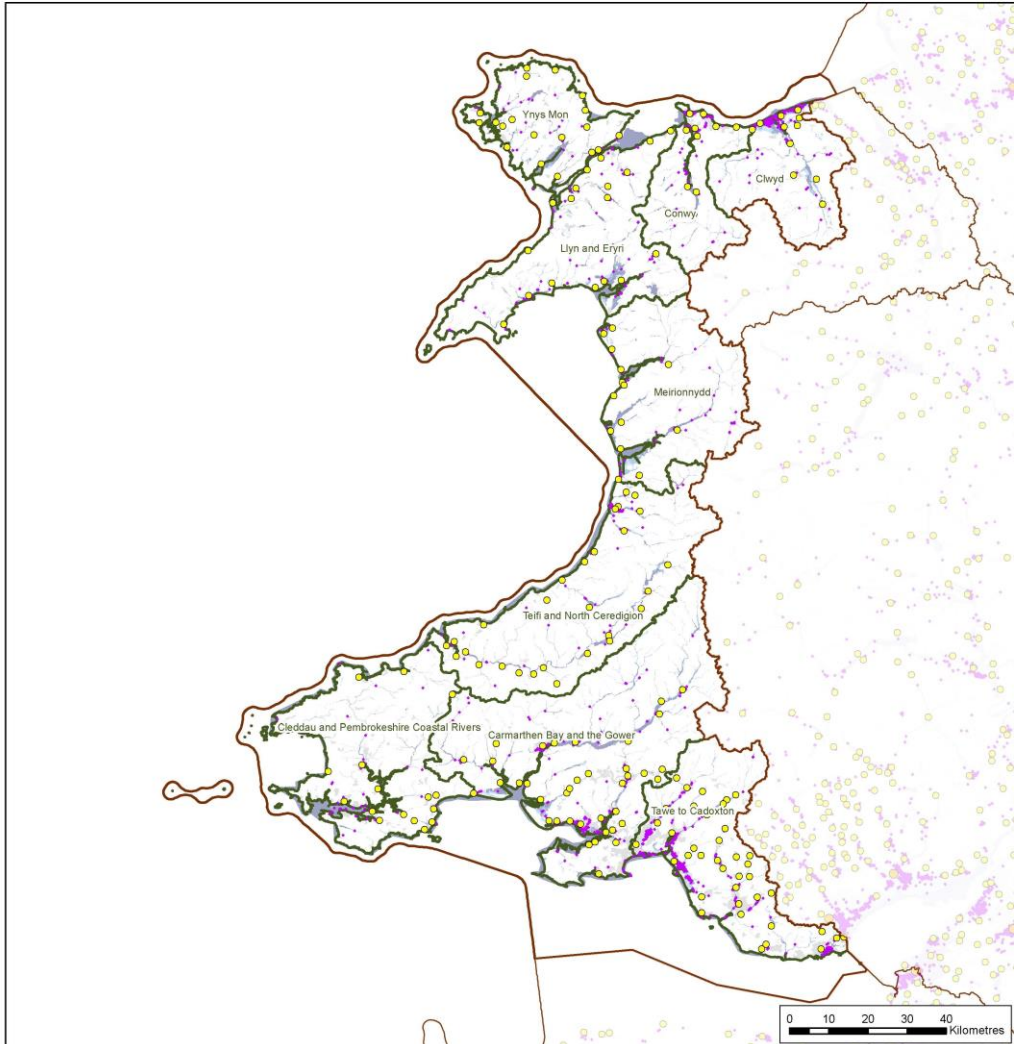 Ynys Mon
Clwyd
Conwy
Llyn and Eryri
Meirionnydd
Teifi and North Ceredigion
Cleddau and Pembrokeshire Coastal Rivers
Carmarthen Bay and the Gower
Tawe to Cadoxton
0 10 20 30 40
Kilometres